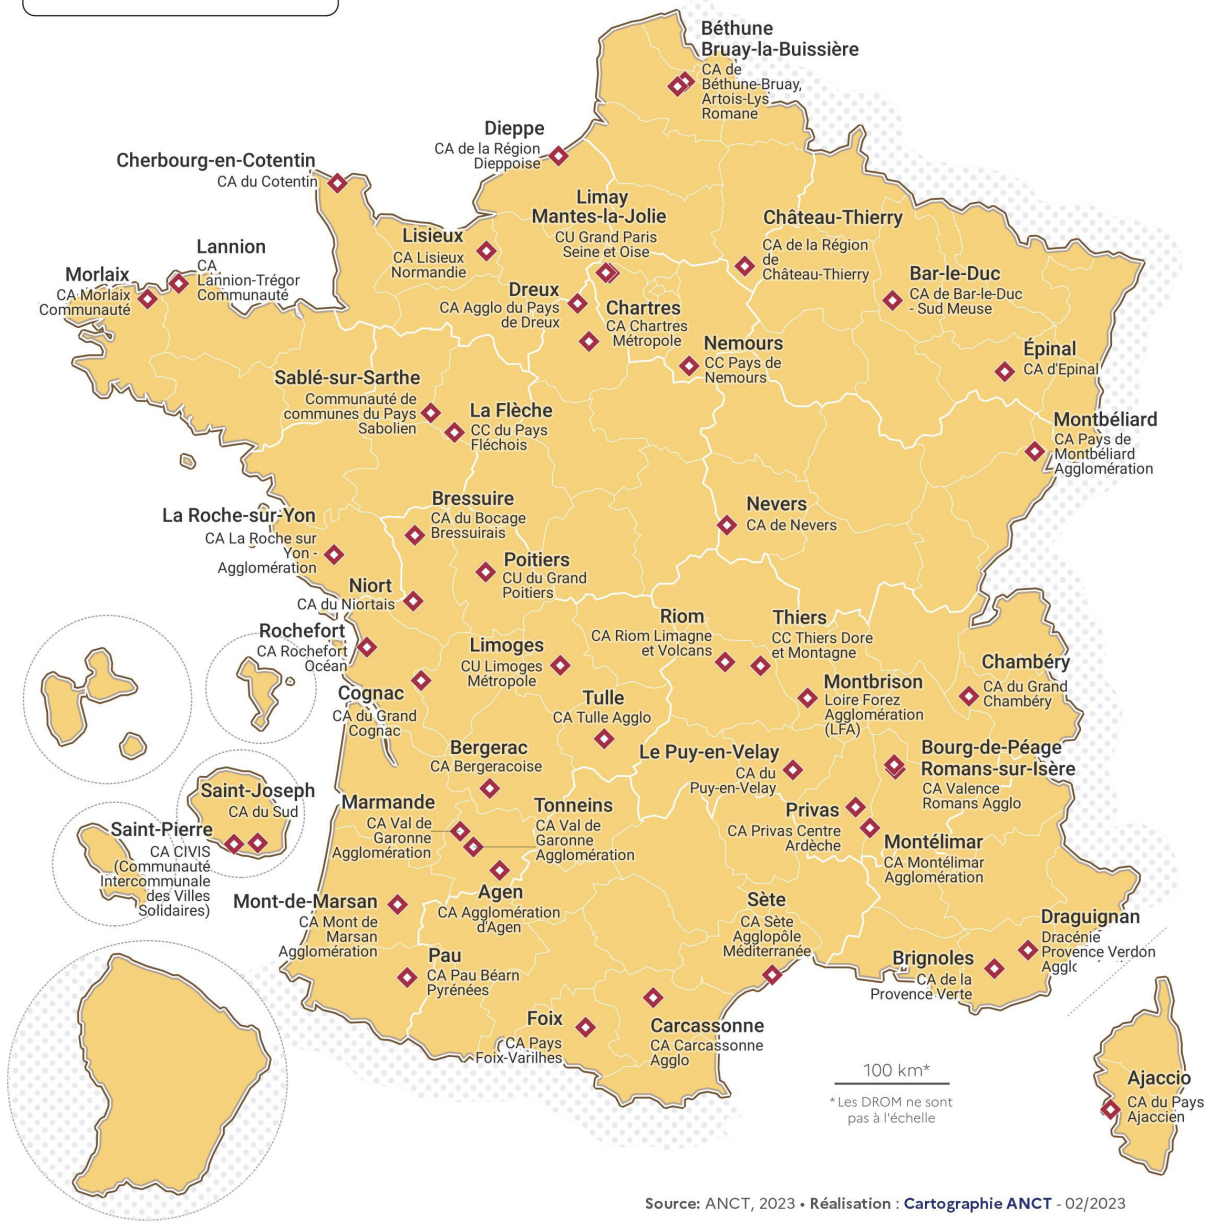 Béthune
Bruay-la-Buissière
CA de
Béthune-Bruay,
Artois-Lys
Romane
Dieppe
CA de la Région
Dieppoise
Cherbourg-en-Cotentin
CA du Cotentin
Limay
Mantes-la-Jolie
CU Grand Paris
Seine et Oise
Château-Thierry
CA de la Région
de
Château-Thierry
Lisieux
CA Lisieux
Normandie
Lannion
CA
Lannion-Trégor
Communauté
Morlaix
CA Morlaix
Communauté
Bar-le-Duc
CA de Bar-le-Duc
- Sud Meuse
Dreux
CA Agglo du Pays
de Dreux
Chartres
CA Chartres
Métropole
Nemours
CC Pays de
Nemours
Épinal
CA d'Epinal
Sablé-sur-Sarthe
Communauté de
communes du Pays
Sabolien
La Flèche
CC du Pays
Fléchois
Montbéliard
CA Pays de
Montbéliard
Agglomération
Bressuire
CA du Bocage
Bressuirais
Nevers
CA de Nevers
La Roche-sur-Yon
CA La Roche sur
Yon -
Agglomération
Poitiers
CU du Grand
Poitiers
Niort
CA du Niortais
Riom
CA Riom Limagne
et Volcans
Thiers
CC Thiers Dore
et Montagne
Rochefort
CA Rochefort
Océan
Limoges
CU Limoges
Métropole
Chambéry
CA du Grand
Chambéry
Cognac
CA du Grand
Cognac
Tulle
CA Tulle Agglo
Montbrison
Loire Forez
Agglomération
(LFA)
Bergerac
CA Bergeracoise
Le Puy-en-Velay
CA du
Puy-en-Velay
Bourg-de-Péage
Romans-sur-Isère
CA Valence
Romans Agglo
Saint-Joseph
CA du Sud
Marmande
CA Val de
Garonne
Agglomération
Tonneins
CA Val de
Garonne
Agglomération
Privas
CA Privas Centre
Ardèche
Saint-Pierre
CA CIVIS
(Communauté
Intercommunale
des Villes
Solidaires)
Montélimar
CA Montélimar
Agglomération
Mont-de-Marsan
CA Mont de
Marsan
Agglomération
Agen
CA Agglomération
d'Agen
Sète
CA Sète
Agglopôle
Méditerranée
Draguignan
Dracénie
Provence Verdon
Agglo
Pau
CA Pau Béarn
Pyrénées
Brignoles
CA de la
Provence Verte
Foix
CA Pays
Foix-Varilhes
Carcassonne
CA Carcassonne
Agglo
100 km*
* Les DROM ne sont
pas à l'échelle
Ajaccio
CA du Pays
Ajaccien
Source: ANCT, 2023 • Réalisation : Cartographie ANCT - 02/2023